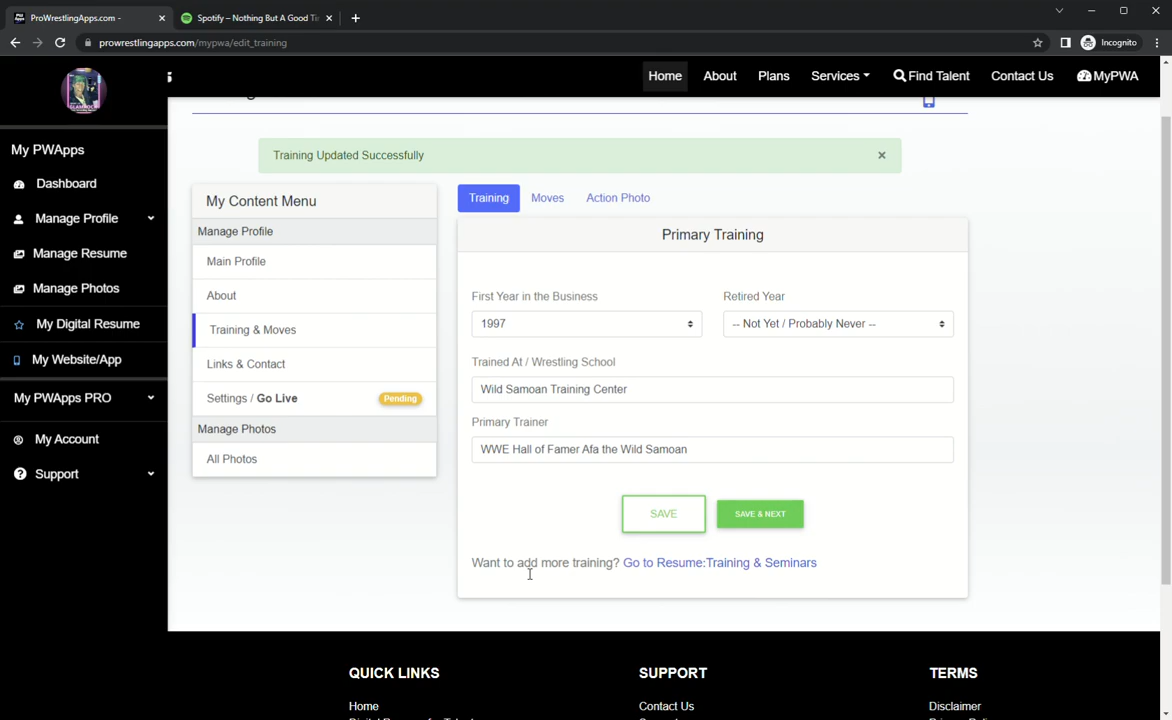 ProWrestlingApps.com -
Spotify – Nothing But A Good Ti
prowrestlingapps.com/mypwa/edit_training
Incognito
Home
About
Plans
Services
Find Talent
Contact Us
MyPWA
My PWApps
Dashboard
Manage Profile
Manage Resume
Manage Photos
My Digital Resume
My Website/App
My PWApps PRO
My Account
Support
Training Updated Successfully
My Content Menu
Manage Profile
Main Profile
About
Training & Moves
Links & Contact
Settings / Go Live
Pending
Manage Photos
All Photos
Training
Moves
Action Photo
Primary Training
First Year in the Business
Retired Year
1997
-- Not Yet / Probably Never --
Trained At / Wrestling School
Wild Samoan Training Center
Primary Trainer
WWE Hall of Famer Afa the Wild Samoan
SAVE
SAVE & NEXT
Want to add more training? Go to Resume:Training & Seminars
QUICK LINKS
SUPPORT
TERMS
Home
Contact Us
Disclaimer